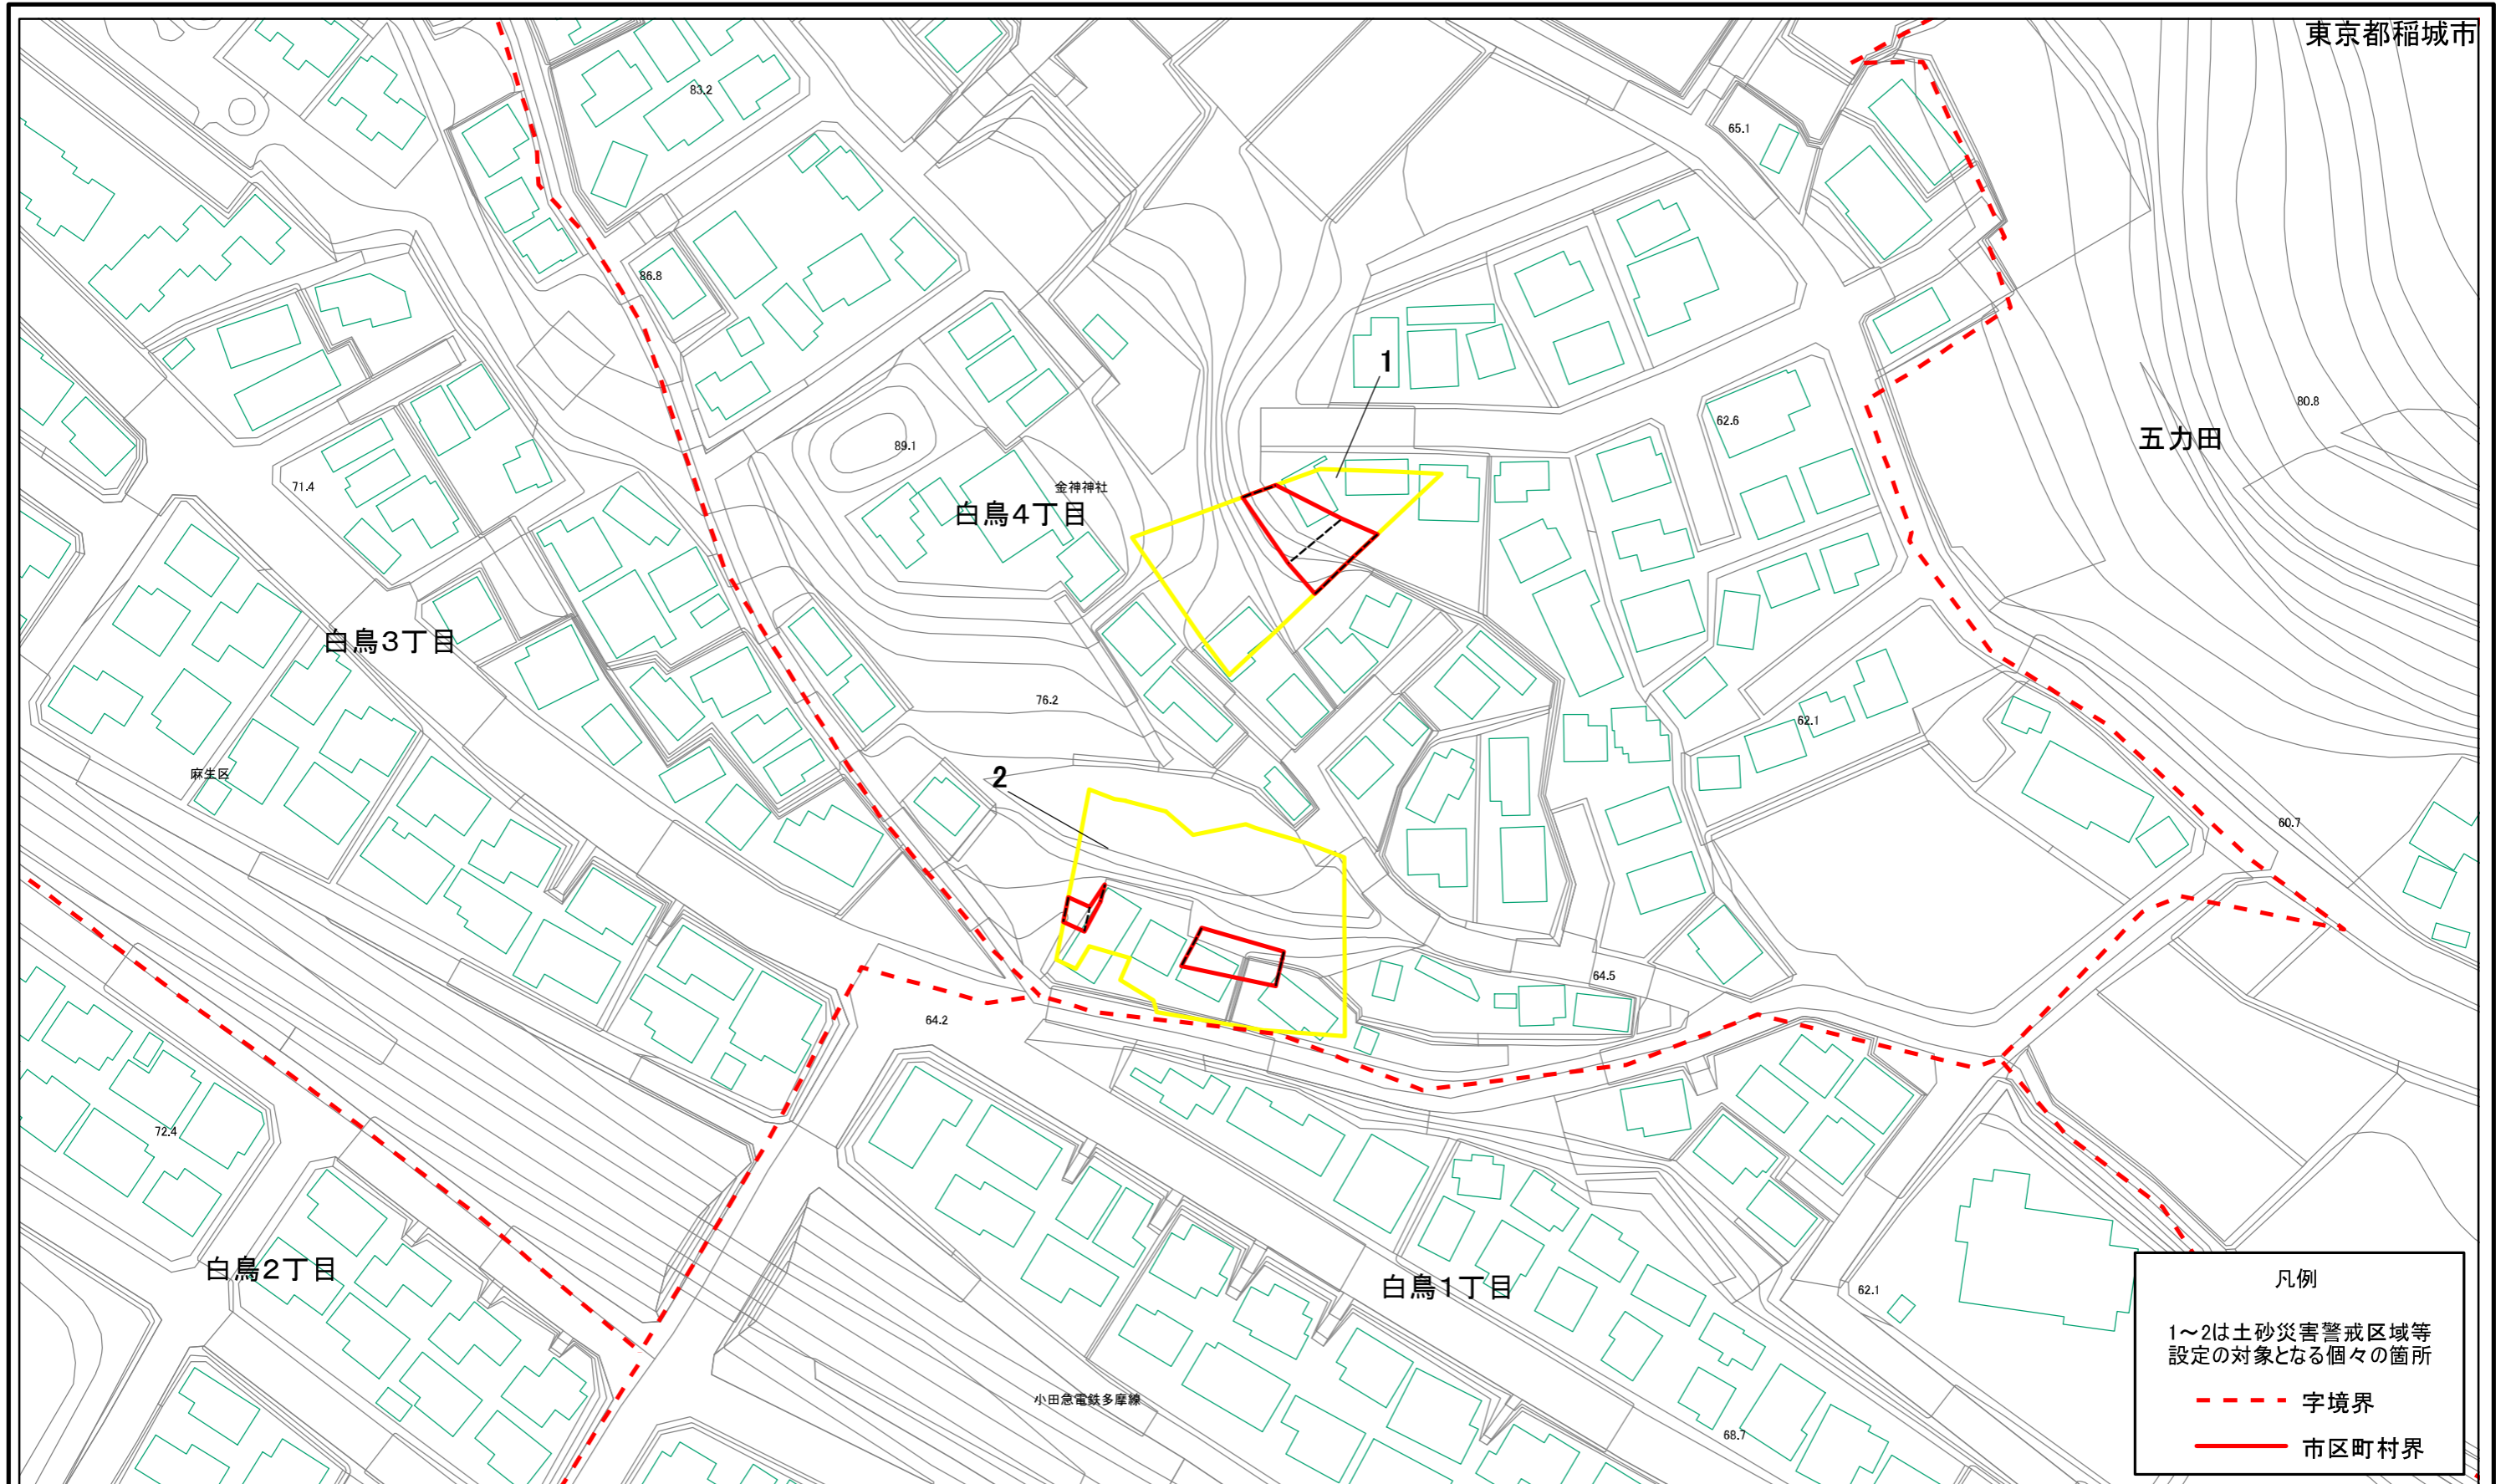 東京都稲城市
83.2
65.1
86.8
1
80.8
62.6
五力田
89.1
71.4
金神神社
白鳥4丁目
白鳥3丁目
76.2
62.1
麻生区
2
60.7
64.5
64.2
72.4
白鳥2丁目
白鳥1丁目
62.1
小田急電鉄多摩線
68.7
凡例
1～2は土砂災害警戒区域等
設定の対象となる個々の箇所
字境界
市区町村界